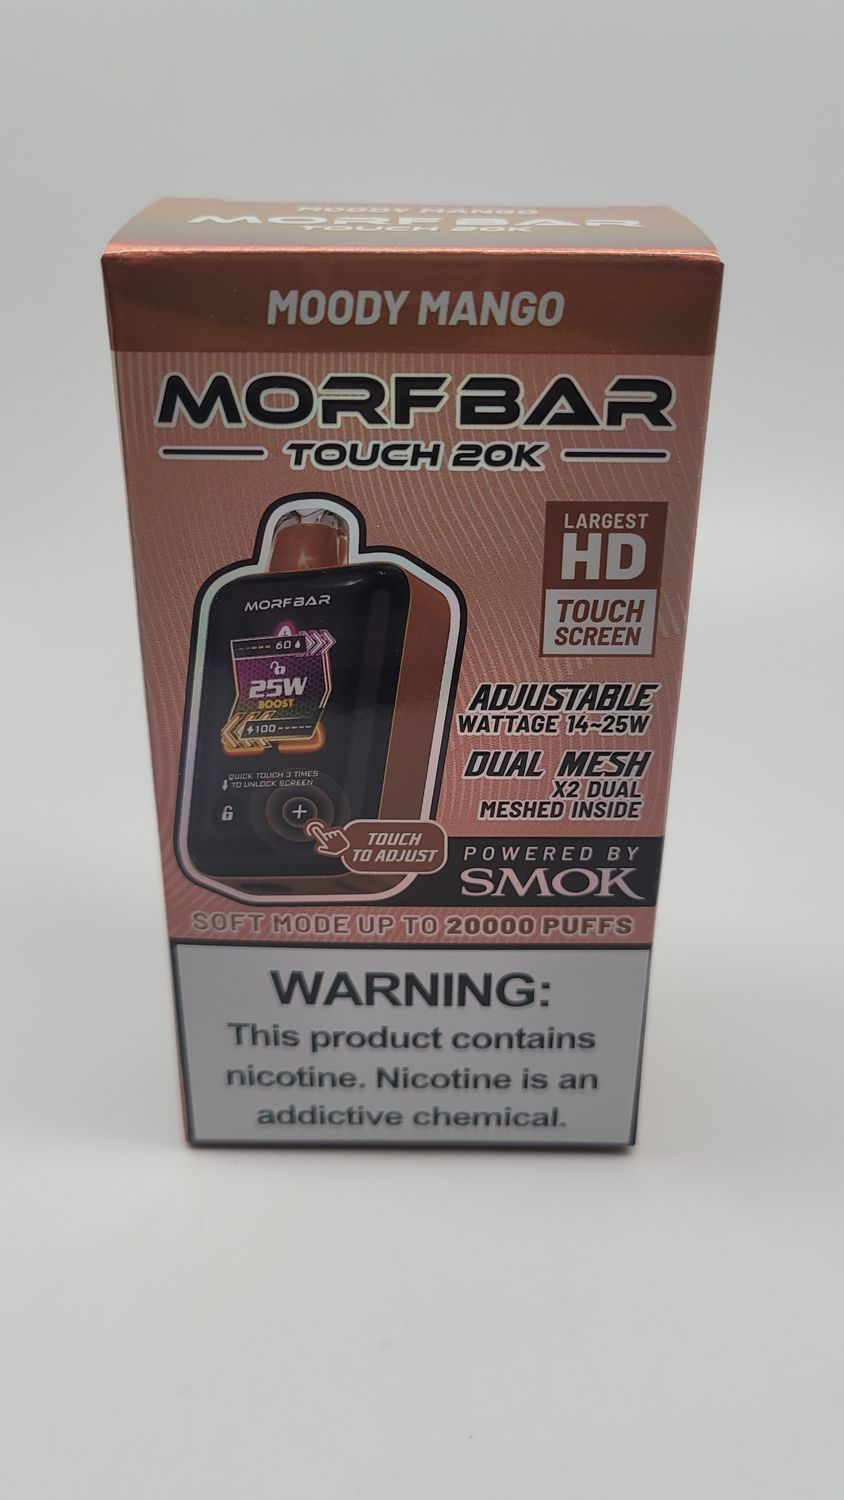 MOODY MANGO
MORFBAR
TOUCH 20K
MOODY MANGO
MORFBAR
TOUCH 20K
LARGEST
HD
TOUCH
SCREEN
MORFBAR
60
25W
BOOST
100
QUICK TOUCH 3 TIMES
TO UNLOCK SCREEN
+
TOUCH
TO ADJUST
ADJUSTABLE
WATTAGE 14~25W
DUAL MESH
X2 DUAL
MESHED INSIDE
POWERED BY
SMOK
SOFT MODE UP TO 20000 PUFFS
WARNING:
This product contains
nicotine. Nicotine is an
addictive chemical.